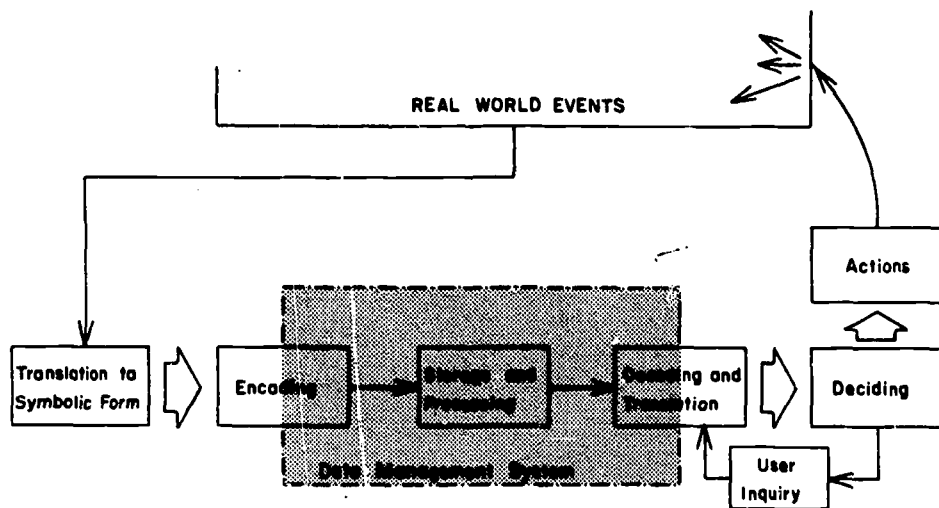 REAL WORLD EVENTS
Actions
Translation to
Symbolic Form
Encoding
Storage and
Processing
Decoding and
Translation
Deciding
Data Management System
User
Inquiry